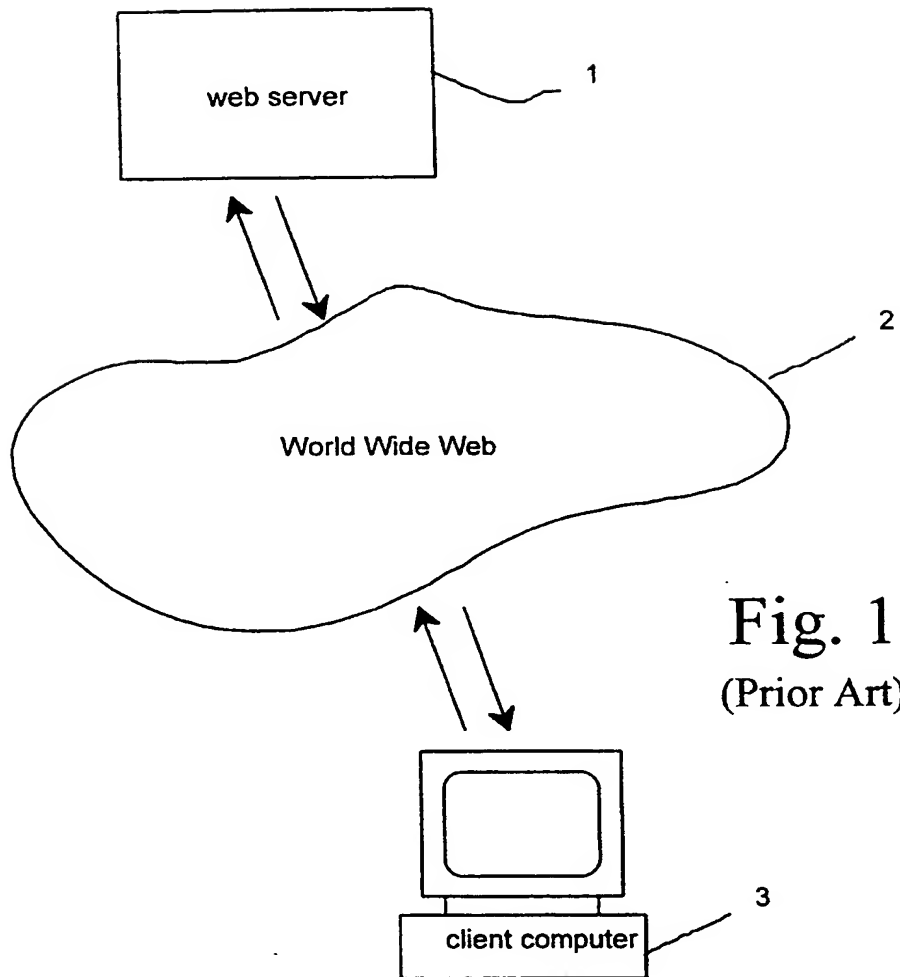 web server
1
2
World Wide Web
Fig. 1
(Prior Art)
3
client computer